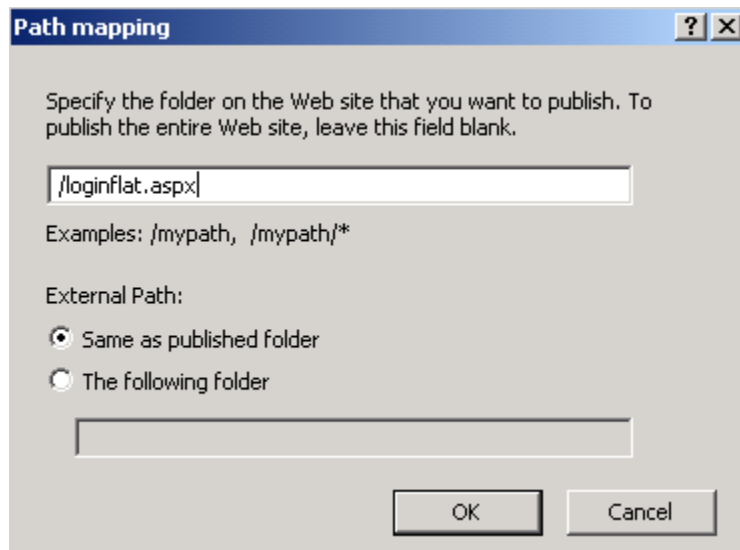 Path mapping
Specify the folder on the Web site that you want to publish. To
publish the entire Web site, leave this field blank.
/loginflat.aspx
Examples: /mypath, /mypath/*
External Path:
Same as published folder
The following folder
OK Cancel